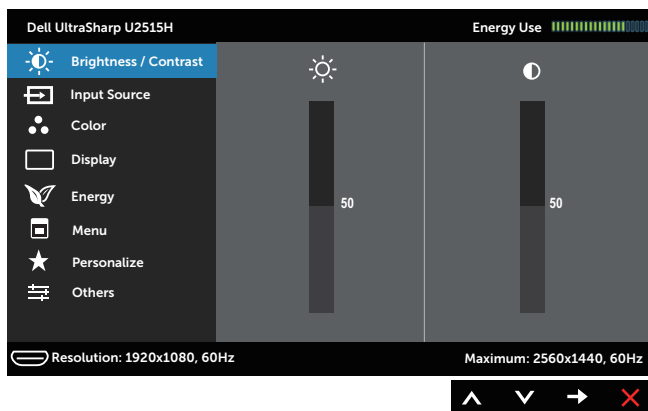 Dell UltraSharp U2515H
Energy Use
Brightness / Contrast
Input Source
Color
Display
Energy
Menu
Personalize
Others
50
50
Resolution: 1920x1080, 60Hz
Maximum: 2560x1440, 60Hz